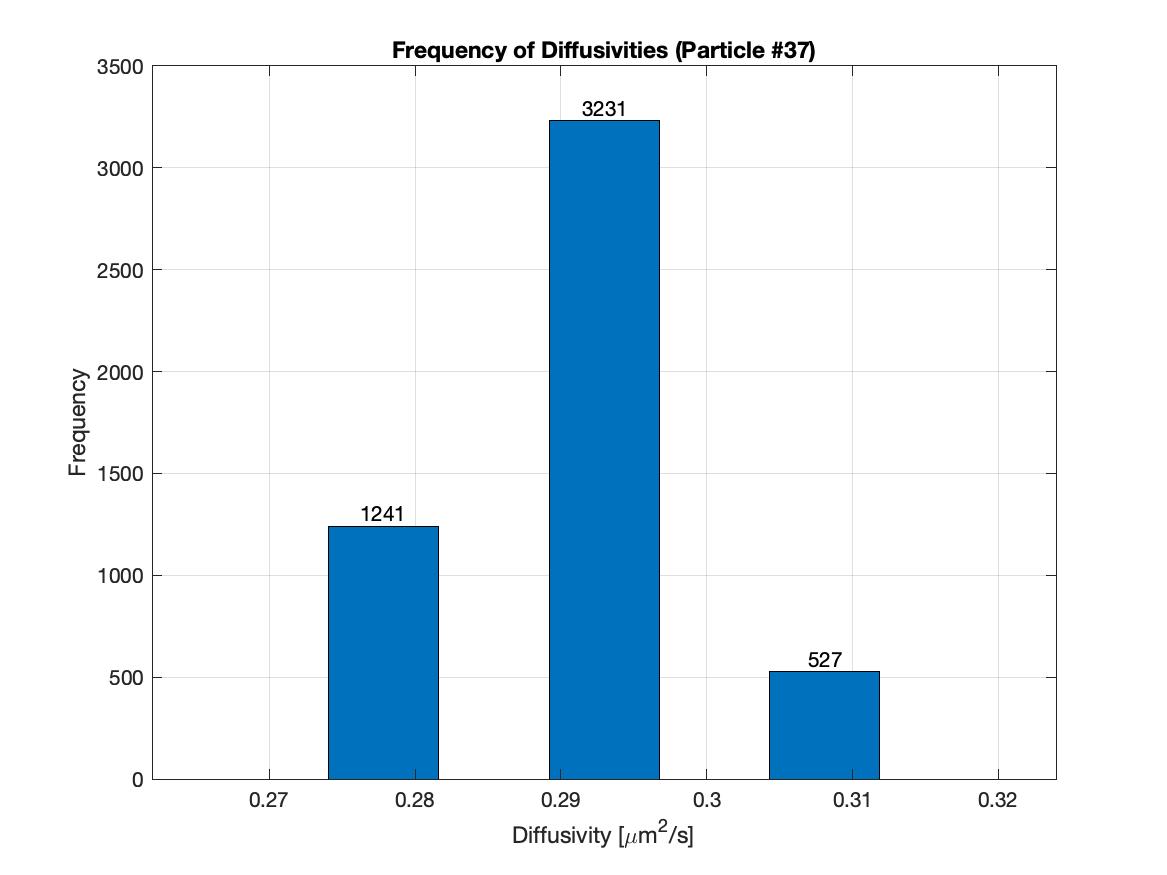 Frequency of Diffusivities (Particle #37)
3500
3000
2500
2000
1500
1000
500
0
Frequency
3231
1241
527
0.27 0.28 0.29 0.3 0.31 0.32
Diffusivity [μm²/s]